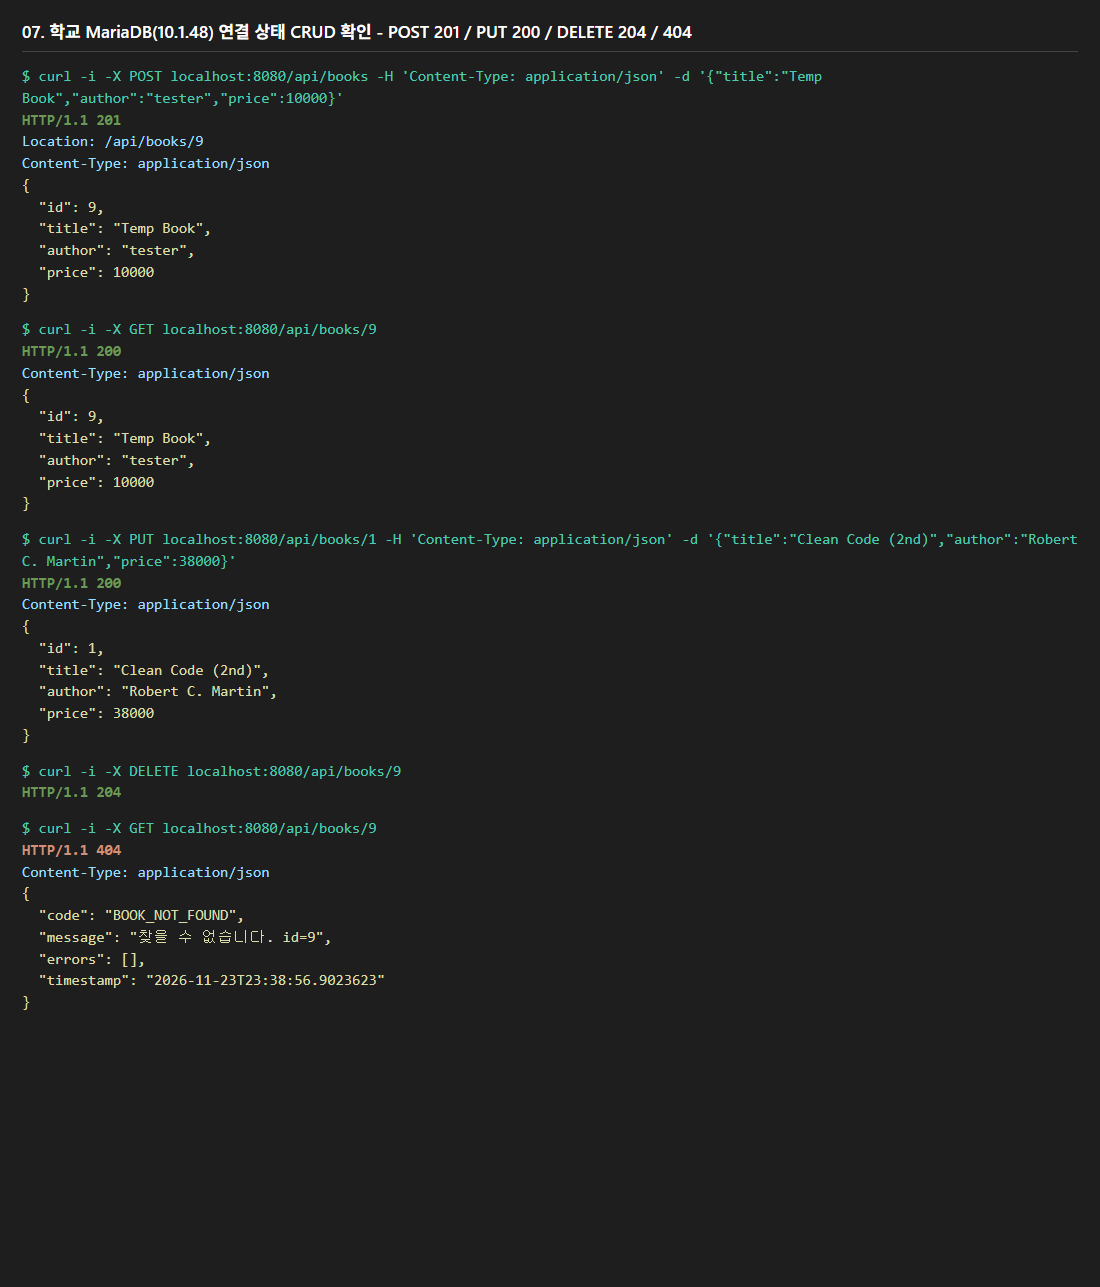 07. 학교 MariaDB(10.1.48) 연결 상태 CRUD 확인 - POST 201 / PUT 200 / DELETE 204 / 404
$ curl -i -X POST localhost:8080/api/books -H 'Content-Type: application/json' -d '{"title":"Temp
Book","author":"tester","price":10000}'
HTTP/1.1 201
Location: /api/books/9
Content-Type: application/json
{
  "id": 9,
  "title": "Temp Book",
  "author": "tester",
  "price": 10000
}
$ curl -i -X GET localhost:8080/api/books/9
HTTP/1.1 200
Content-Type: application/json
{
  "id": 9,
  "title": "Temp Book",
  "author": "tester",
  "price": 10000
}
$ curl -i -X PUT localhost:8080/api/books/1 -H 'Content-Type: application/json' -d '{"title":"Clean Code (2nd)","author":"Robert
C. Martin","price":38000}'
HTTP/1.1 200
Content-Type: application/json
{
  "id": 1,
  "title": "Clean Code (2nd)",
  "author": "Robert C. Martin",
  "price": 38000
}
$ curl -i -X DELETE localhost:8080/api/books/9
HTTP/1.1 204
$ curl -i -X GET localhost:8080/api/books/9
HTTP/1.1 404
Content-Type: application/json
{
  "code": "BOOK_NOT_FOUND",
  "message": "찾을 수 없습니다. id=9",
  "errors": [],
  "timestamp": "2026-11-23T23:38:56.9023623"
}